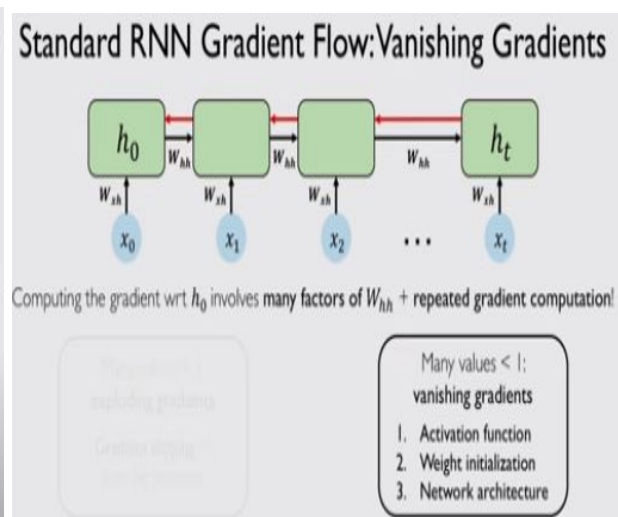 Standard RNN Gradient Flow: Vanishing Gradients
h₀
hₜ
Wₕₕ
Wₕₕ
Wₕₕ
Wₓₕ
Wₓₕ
Wₓₕ
Wₓₕ
x₀
x₁
x₂
...
xₜ
Computing the gradient wrt h₀ involves many factors of Wₕₕ + repeated gradient computation!
exploding gradients
Many values < 1:
vanishing gradients
1. Activation function
2. Weight initialization
3. Network architecture